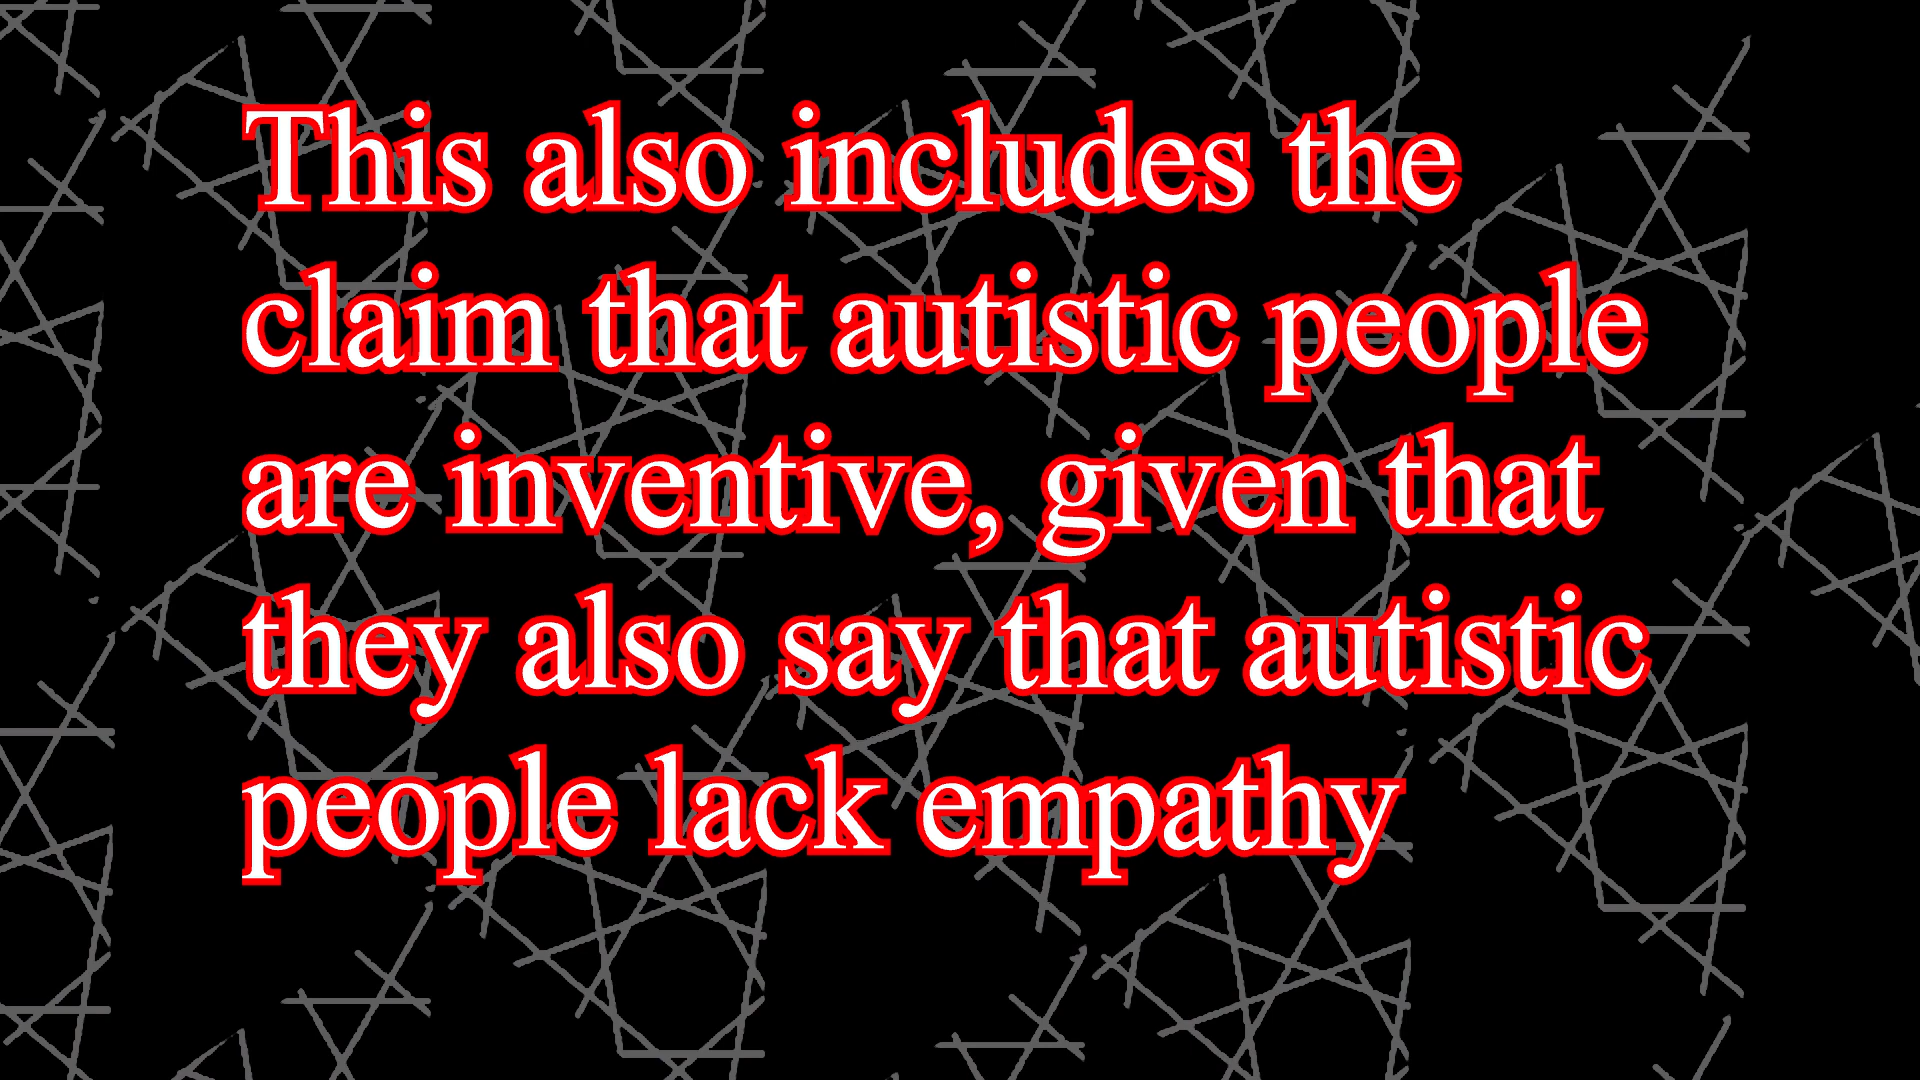 This also includes the
claim that autistic people
are inventive, given that
they also say that autistic
people lack empathy